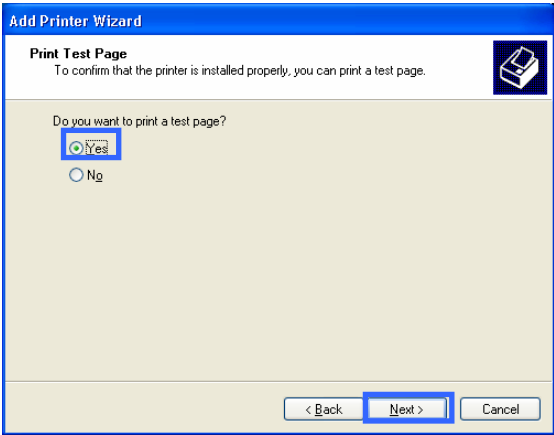 Add Printer Wizard
Print Test Page
To confirm that the printer is installed properly, you can print a test page.
Do you want to print a test page?
Yes
No
< Back Next > Cancel